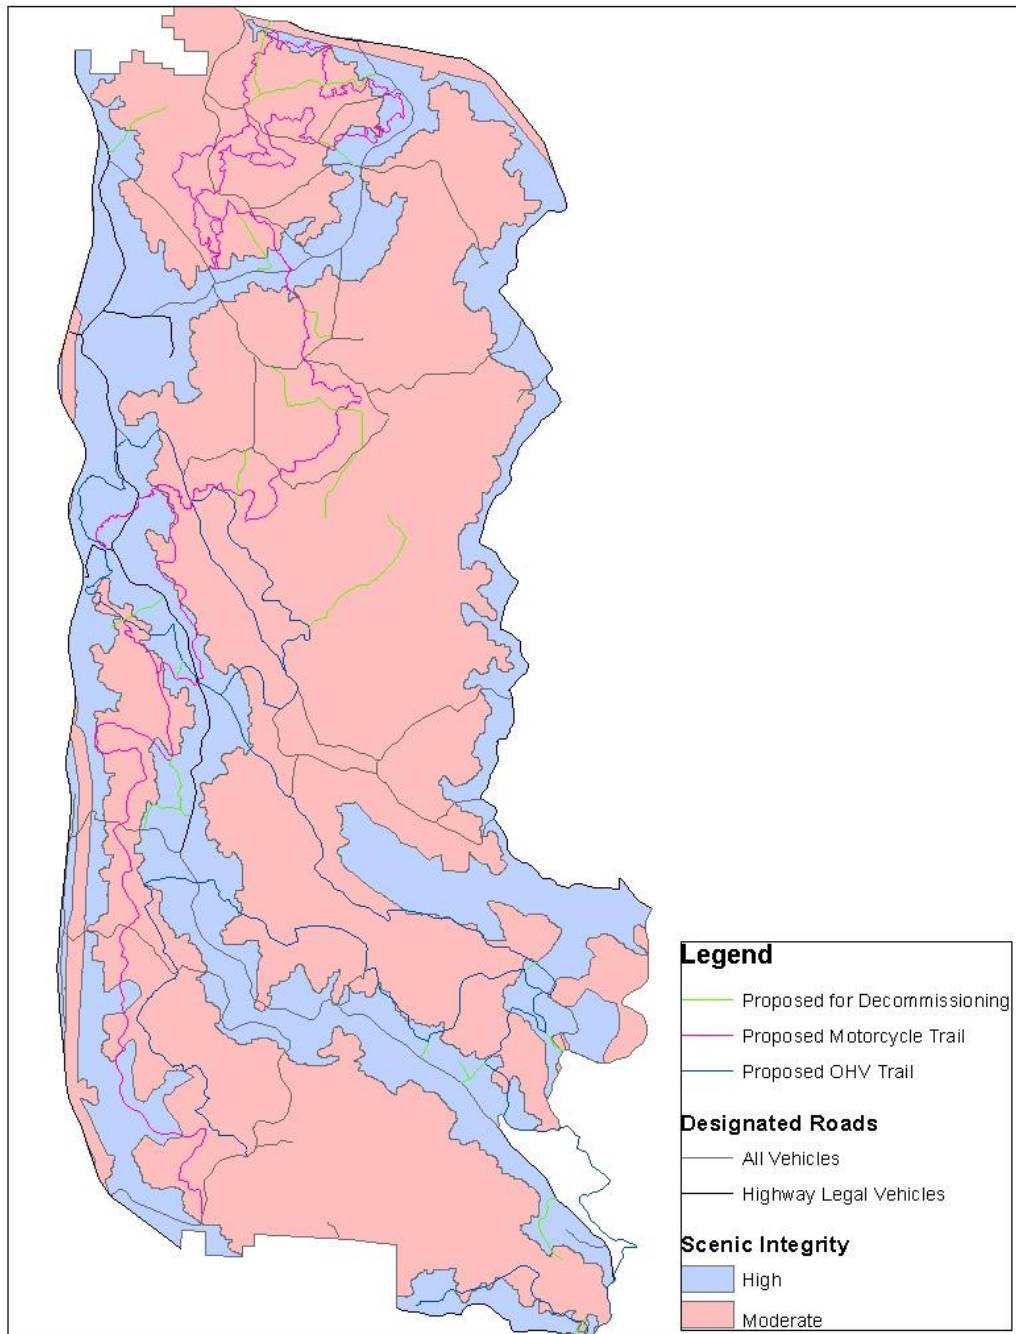 Legend
Proposed for Decommissioning
Proposed Motorcycle Trail
Proposed OHV Trail
Designated Roads
All Vehicles
Highway Legal Vehicles
Scenic Integrity
High
Moderate